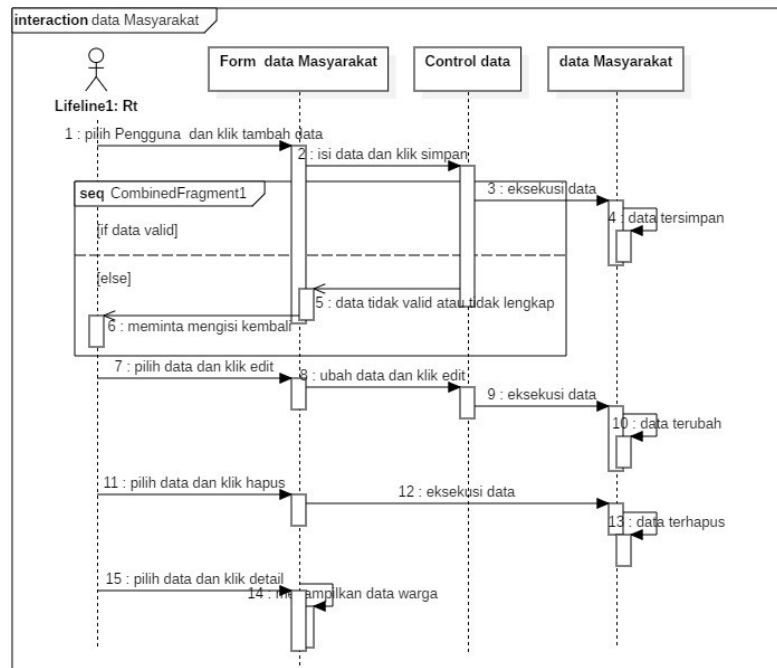 interaction data Masyarakat
Form data Masyarakat
Control data
data Masyarakat
Lifeline1: Rt
1 : pilih Pengguna dan klik tambah data
2 : isi data dan klik simpan
seq CombinedFragment1
3 : eksekusi data
4 : data tersimpan
[if data valid]
[else]
5 : data tidak valid atau tidak lengkap
6 : meminta mengisi kembali
7 : pilih data dan klik edit
8 : ubah data dan klik edit
9 : eksekusi data
10 : data terubah
11 : pilih data dan klik hapus
12 : eksekusi data
13 : data terhapus
15 : pilih data dan klik detail
14 : menampilkan data warga